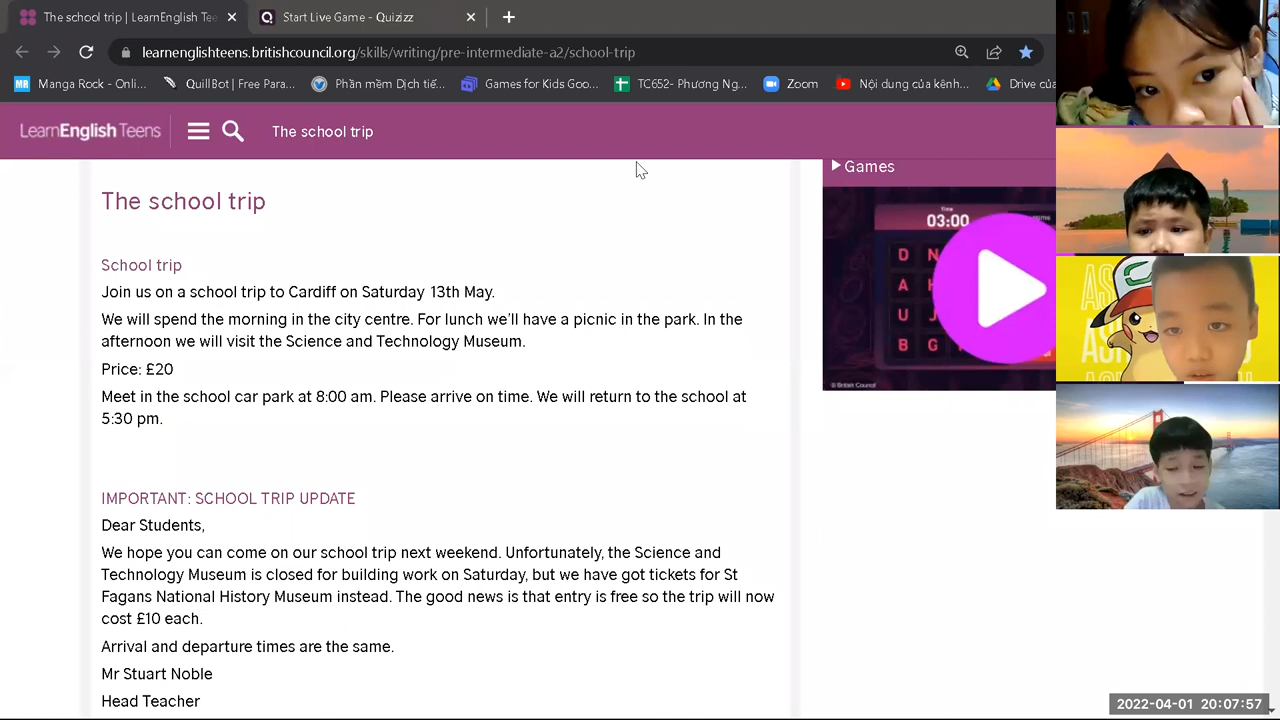 The school trip | LearnEnglish Tee
Start Live Game - Quizizz
learnenglishteens.britishcouncil.org/skills/writing/pre-intermediate-a2/school-trip
MR Manga Rock - Onli...
QuillBot | Free Para...
Phần mềm Dịch tiế...
Games for Kids Goo...
TC652- Phương Ng...
Zoom
Nội dung của kênh...
Drive củ
LearnEnglish Teens
The school trip
Games
Time
03:00
D N
A
U J
B G
© British Council
The school trip
School trip
Join us on a school trip to Cardiff on Saturday 13th May.
We will spend the morning in the city centre. For lunch we'll have a picnic in the park. In the
afternoon we will visit the Science and Technology Museum.
Price: £20
Meet in the school car park at 8:00 am. Please arrive on time. We will return to the school at
5:30 pm.
IMPORTANT: SCHOOL TRIP UPDATE
Dear Students,
We hope you can come on our school trip next weekend. Unfortunately, the Science and
Technology Museum is closed for building work on Saturday, but we have got tickets for St
Fagans National History Museum instead. The good news is that entry is free so the trip will now
cost £10 each.
Arrival and departure times are the same.
Mr Stuart Noble
Head Teacher
2022-04-01 20:07:57